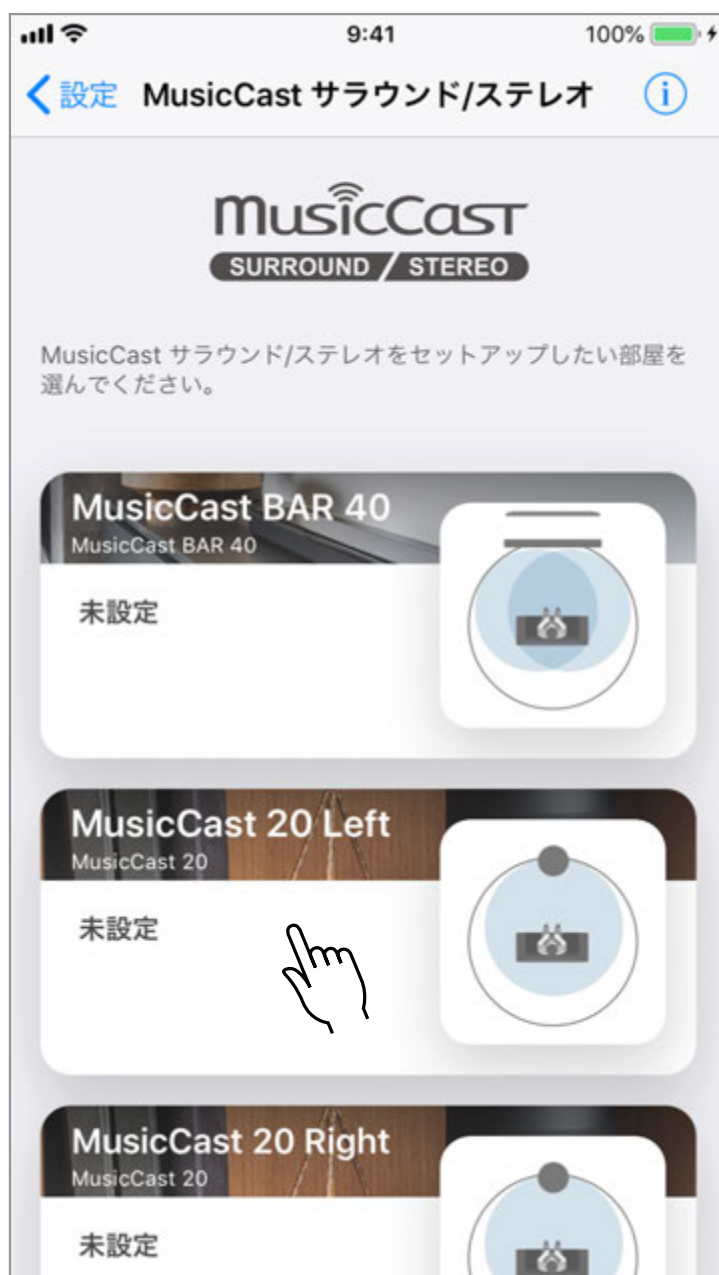 9:41
100%
設定
MusicCast サラウンド/ステレオ
i
MusicCast
SURROUND / STEREO
MusicCast サラウンド/ステレオをセットアップしたい部屋を
選んでください。
MusicCast BAR 40
MusicCast BAR 40
未設定
MusicCast 20 Left
MusicCast 20
未設定
MusicCast 20 Right
MusicCast 20
未設定